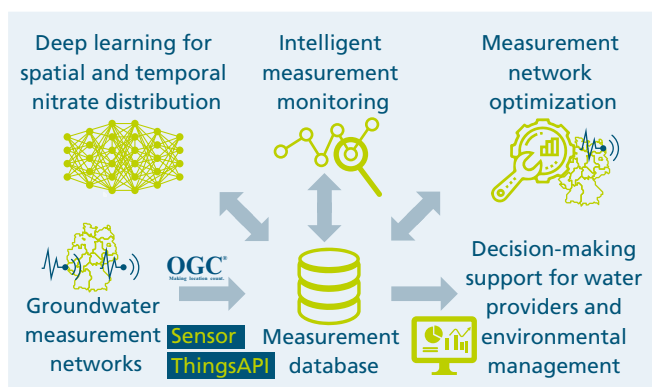 Deep learning for
spatial and temporal
nitrate distribution
Intelligent
measurement
monitoring
Measurement
network
optimization
Groundwater
measurement
networks
OGC®
Making location count.
Sensor
ThingsAPI
Measurement
database
Decision-making
support for water
providers and
environmental
management